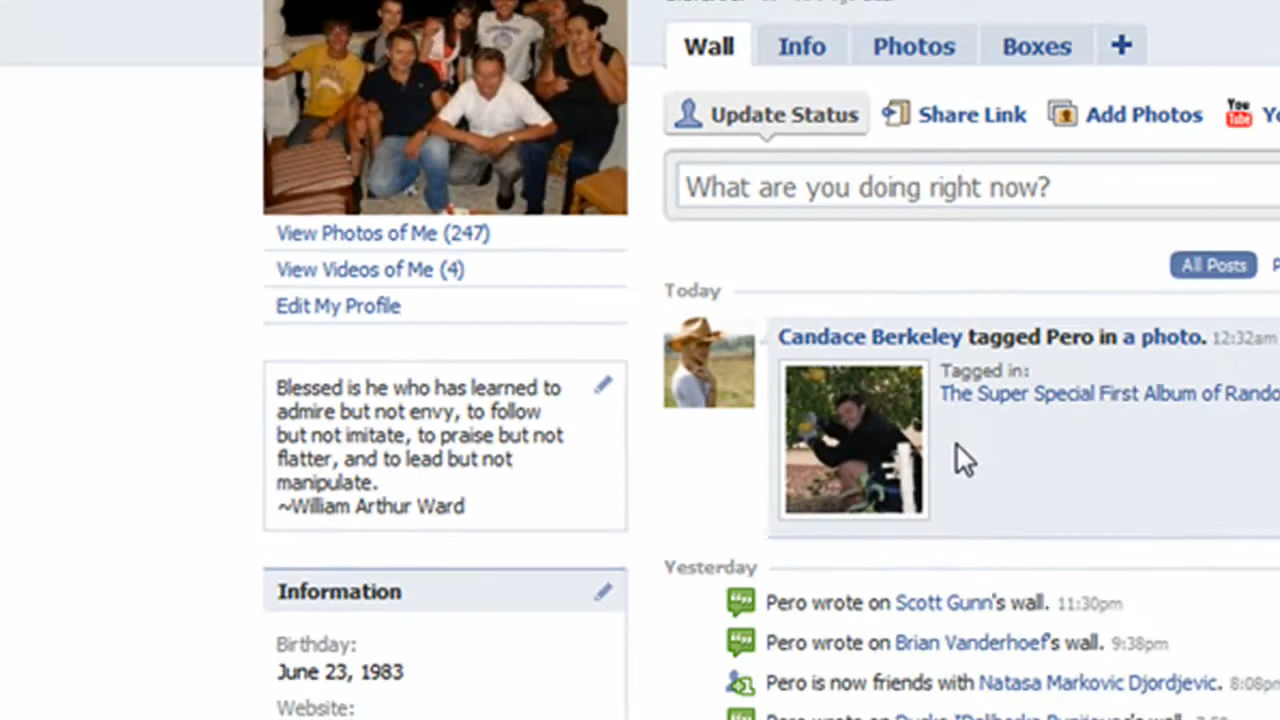 Wall Info Photos Boxes +
Update Status Share Link Add Photos You Tube
What are you doing right now?
View Photos of Me (247)
View Videos of Me (4)
Edit My Profile
All Posts
Today
Candace Berkeley tagged Pero in a photo. 12:32am
Tagged in:
The Super Special First Album of Rando
Blessed is he who has learned to
admire but not envy, to follow
but not imitate, to praise but not
flatter, and to lead but not
manipulate.
~William Arthur Ward
Yesterday
Information
Pero wrote on Scott Gunn's wall. 11:30pm
Birthday:
June 23, 1983
Pero wrote on Brian Vanderhoef's wall. 9:38pm
Pero is now friends with Natasa Markovic Djordjevic. 8:08pm
Website: